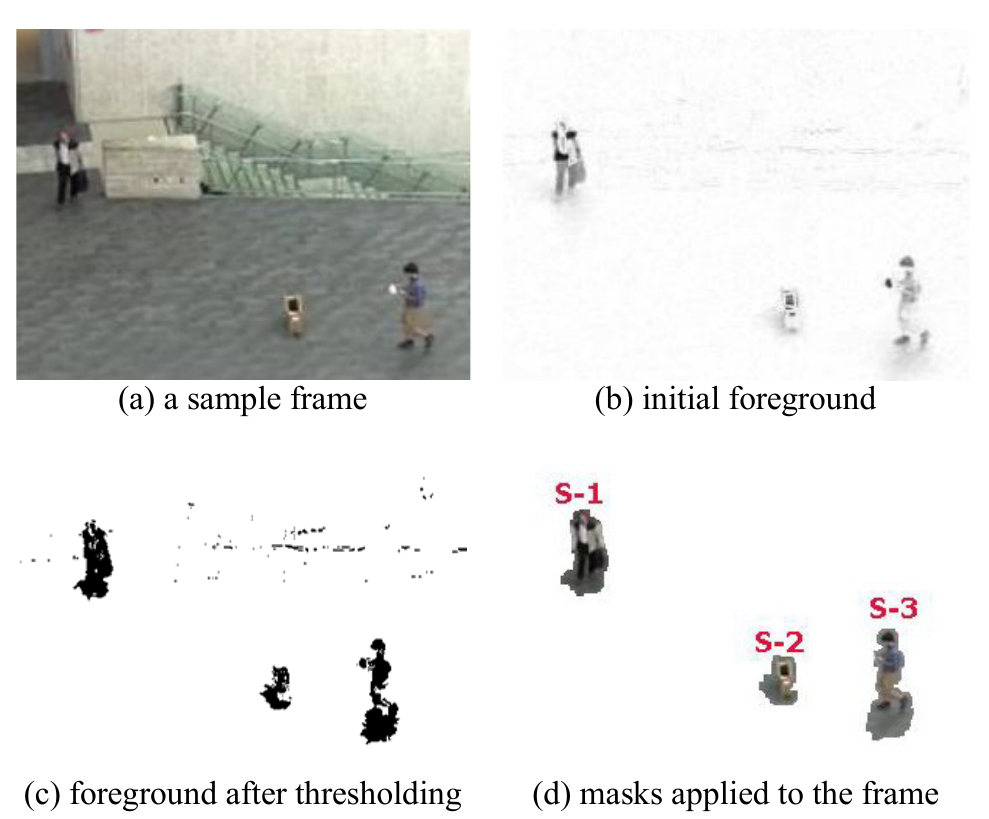 (a) a sample frame
(b) initial foreground
S-1
S-2
S-3
(c) foreground after thresholding
(d) masks applied to the frame